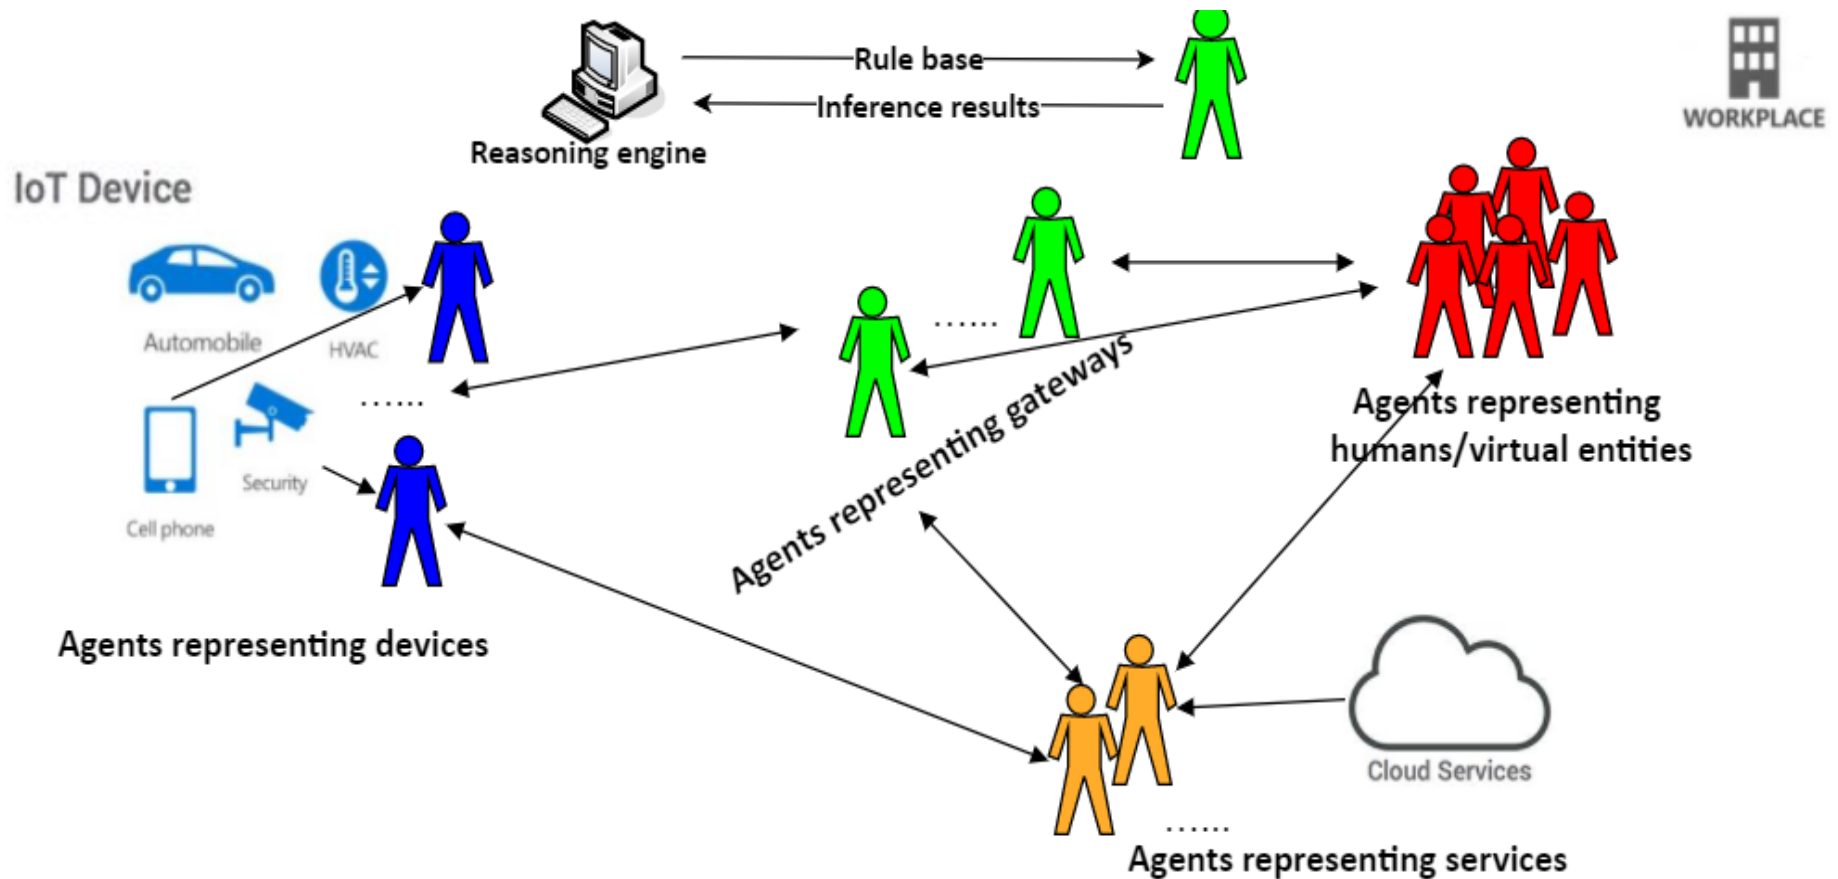 Rule base
Inference results
Reasoning engine
WORKPLACE
IoT Device
Automobile
HVAC
......
......
Security
Cell phone
Agents representing gateways
Agents representing
humans/virtual entities
Agents representing devices
Cloud Services
......
Agents representing services